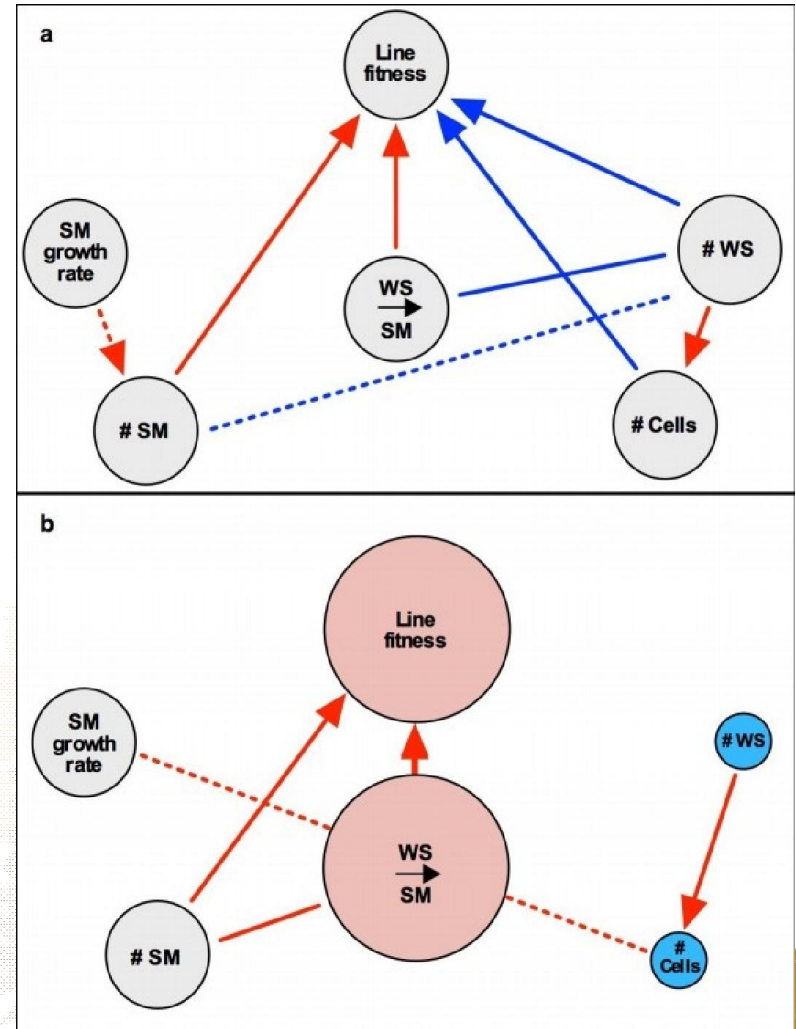 a
Line
fitness
SM
growth
rate
WS
SM
# WS
# SM
# Cells
b
Line
fitness
SM
growth
rate
# WS
WS
SM
# SM
#
Cells